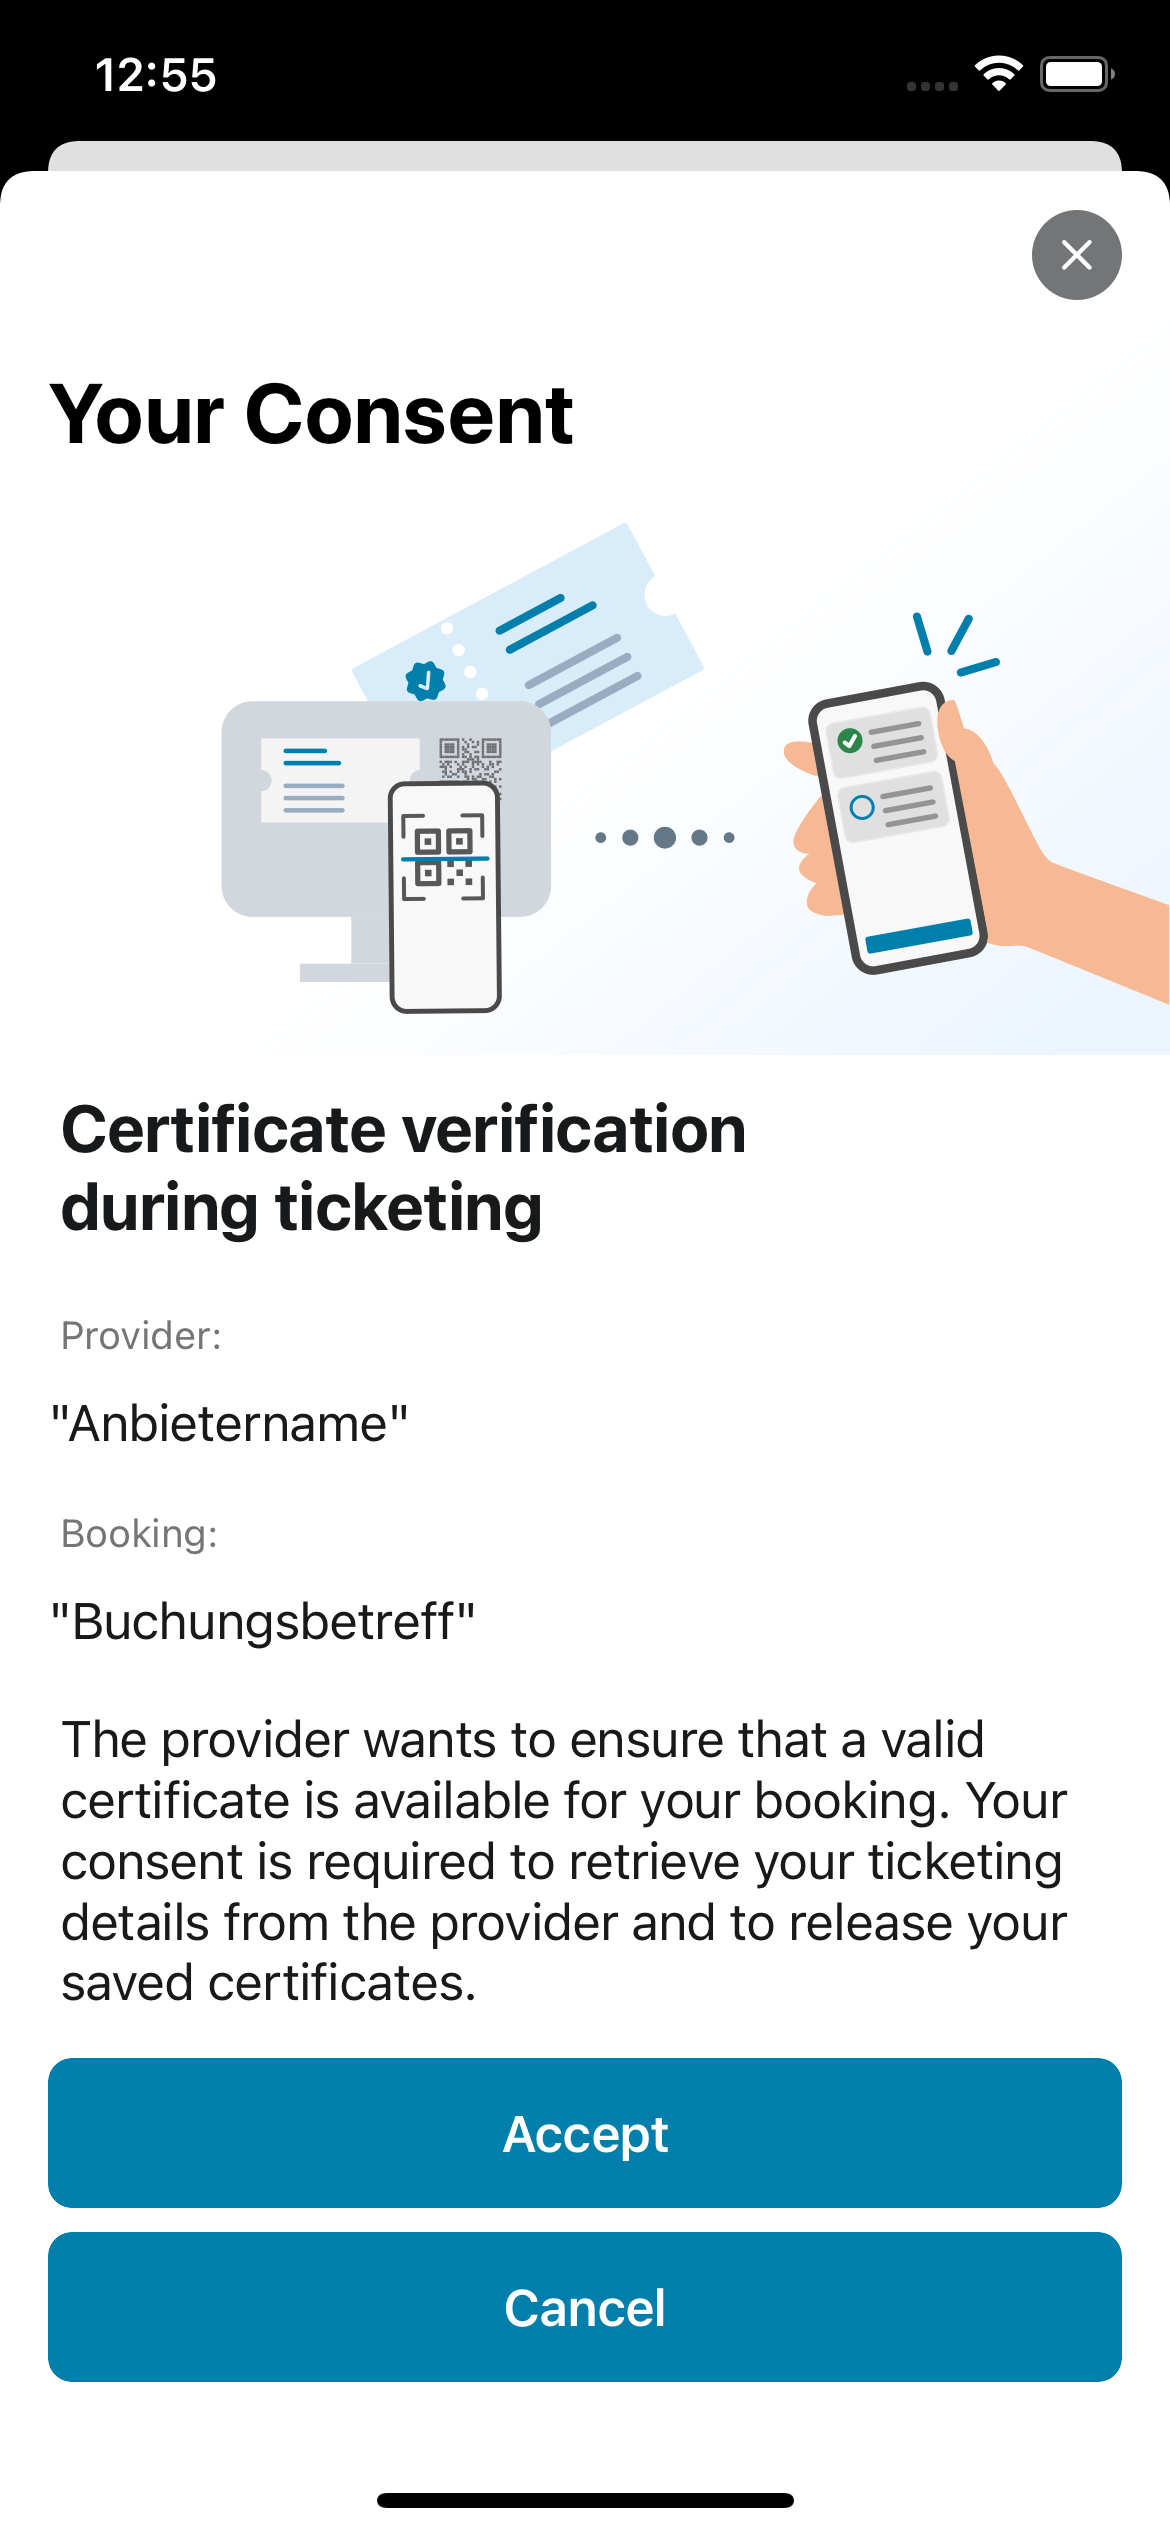 12:55
Your Consent
Certificate verification
during ticketing
Provider:
"Anbietername"
Booking:
"Buchungsbetreff"
The provider wants to ensure that a valid
certificate is available for your booking. Your
consent is required to retrieve your ticketing
details from the provider and to release your
saved certificates.
Accept
Cancel